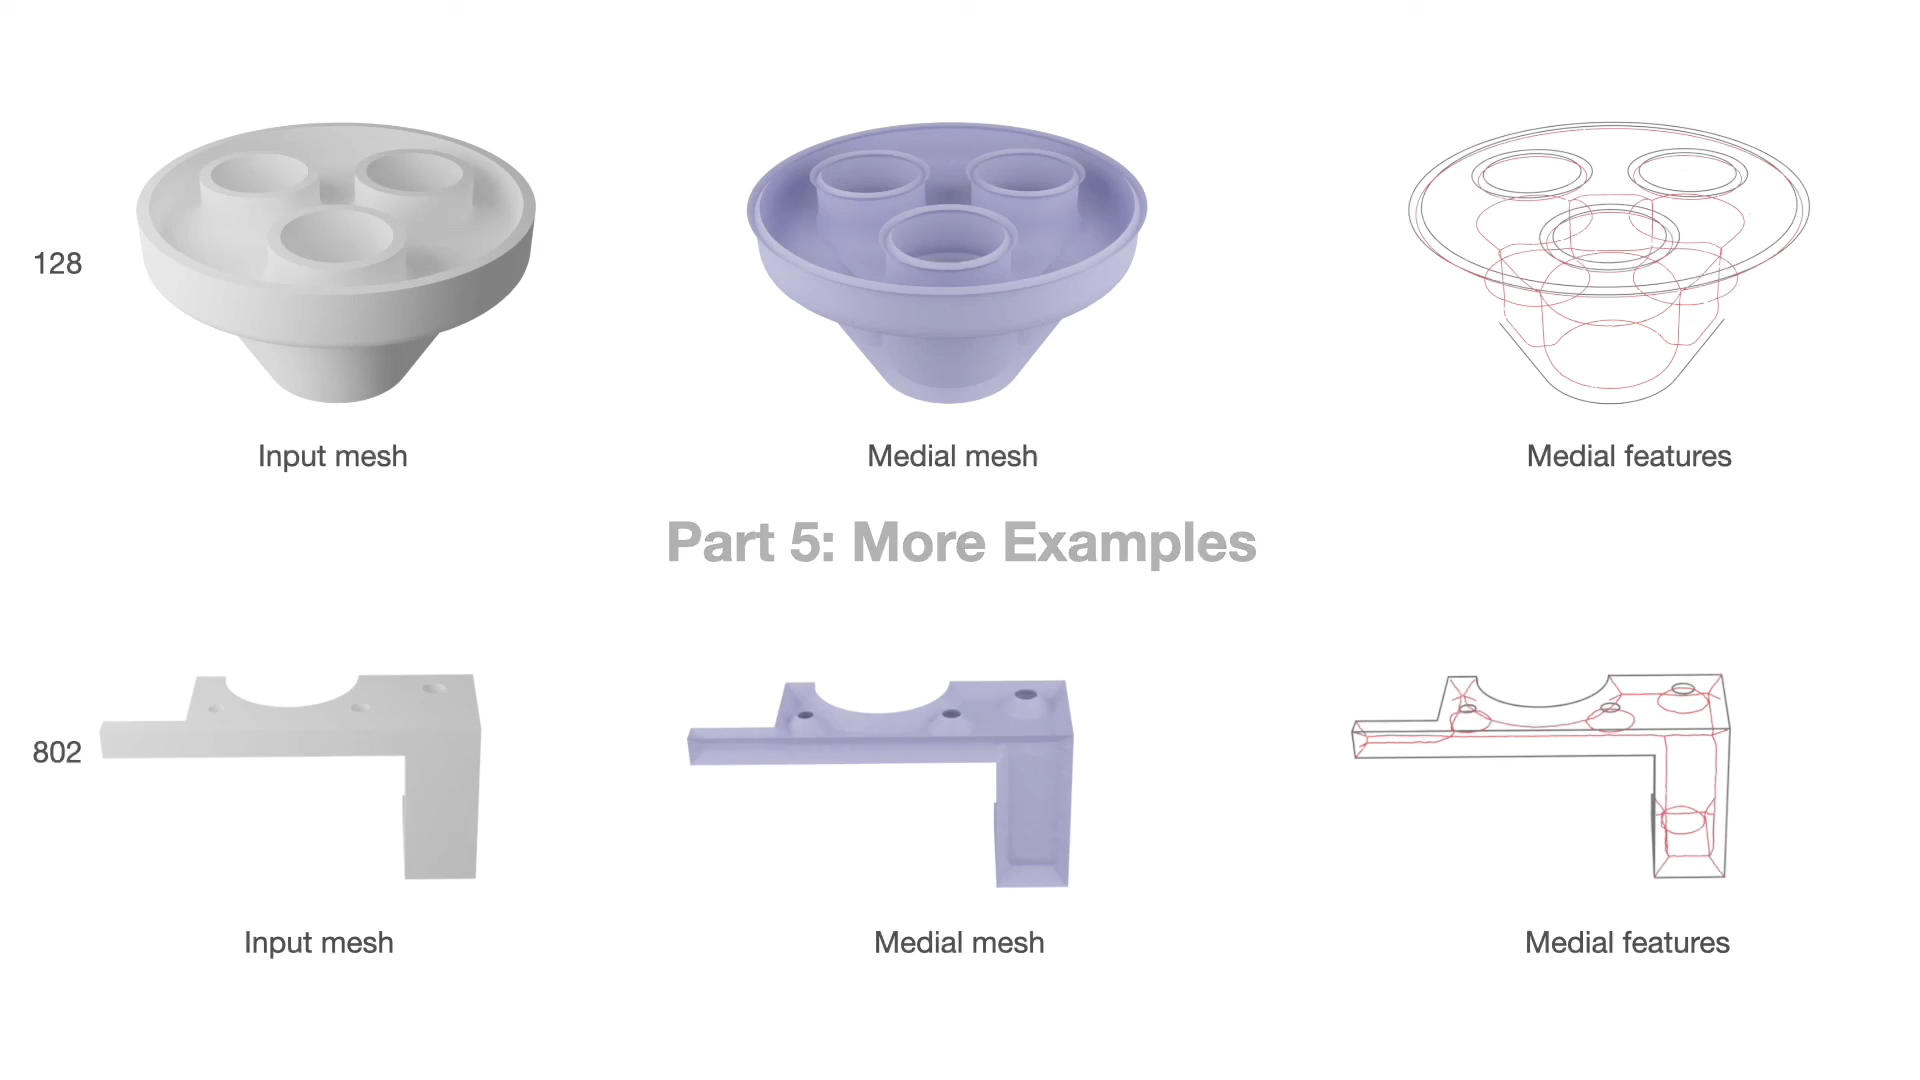 128
Input mesh
Medial mesh
Medial features
Part 5: More Examples
802
Input mesh
Medial mesh
Medial features